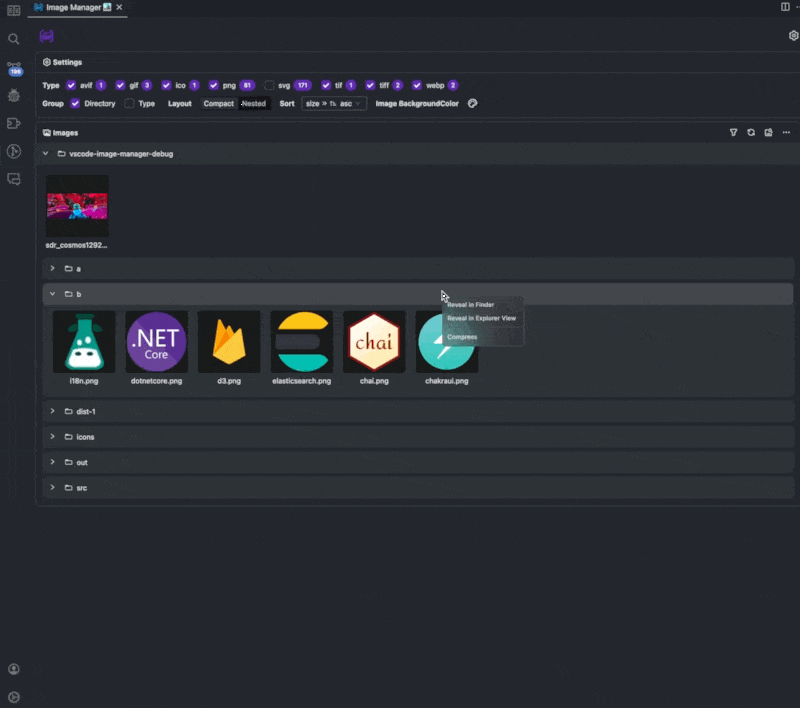 Image Manager
Settings
Type avif 1 gif 3 ico 1 png 81 svg 171 tif 1 tiff 2 webp 2
Group Directory Type Layout Compact Nested Sort size asc Image BackgroundColor
Images
vscode-image-manager-debug
sdr_cosmos1292...
a
b
Reveal in Finder
Reveal in Explorer View
Compress
.NET
Core
chai
i18n.png dotnetcore.png d3.png elasticsearch.png chai.png chakraui.png
dist-1
icons
out
src